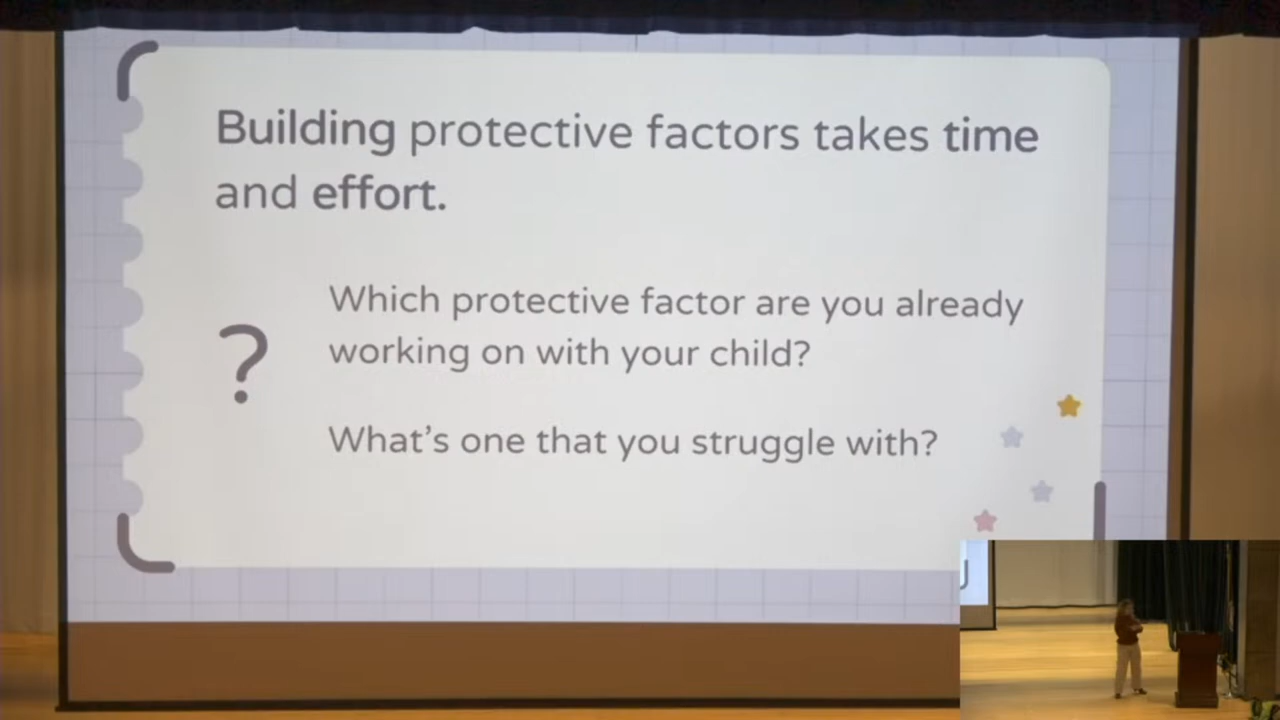 Building protective factors takes time
and effort.
?
Which protective factor are you already
working on with your child?
What's one that you struggle with?